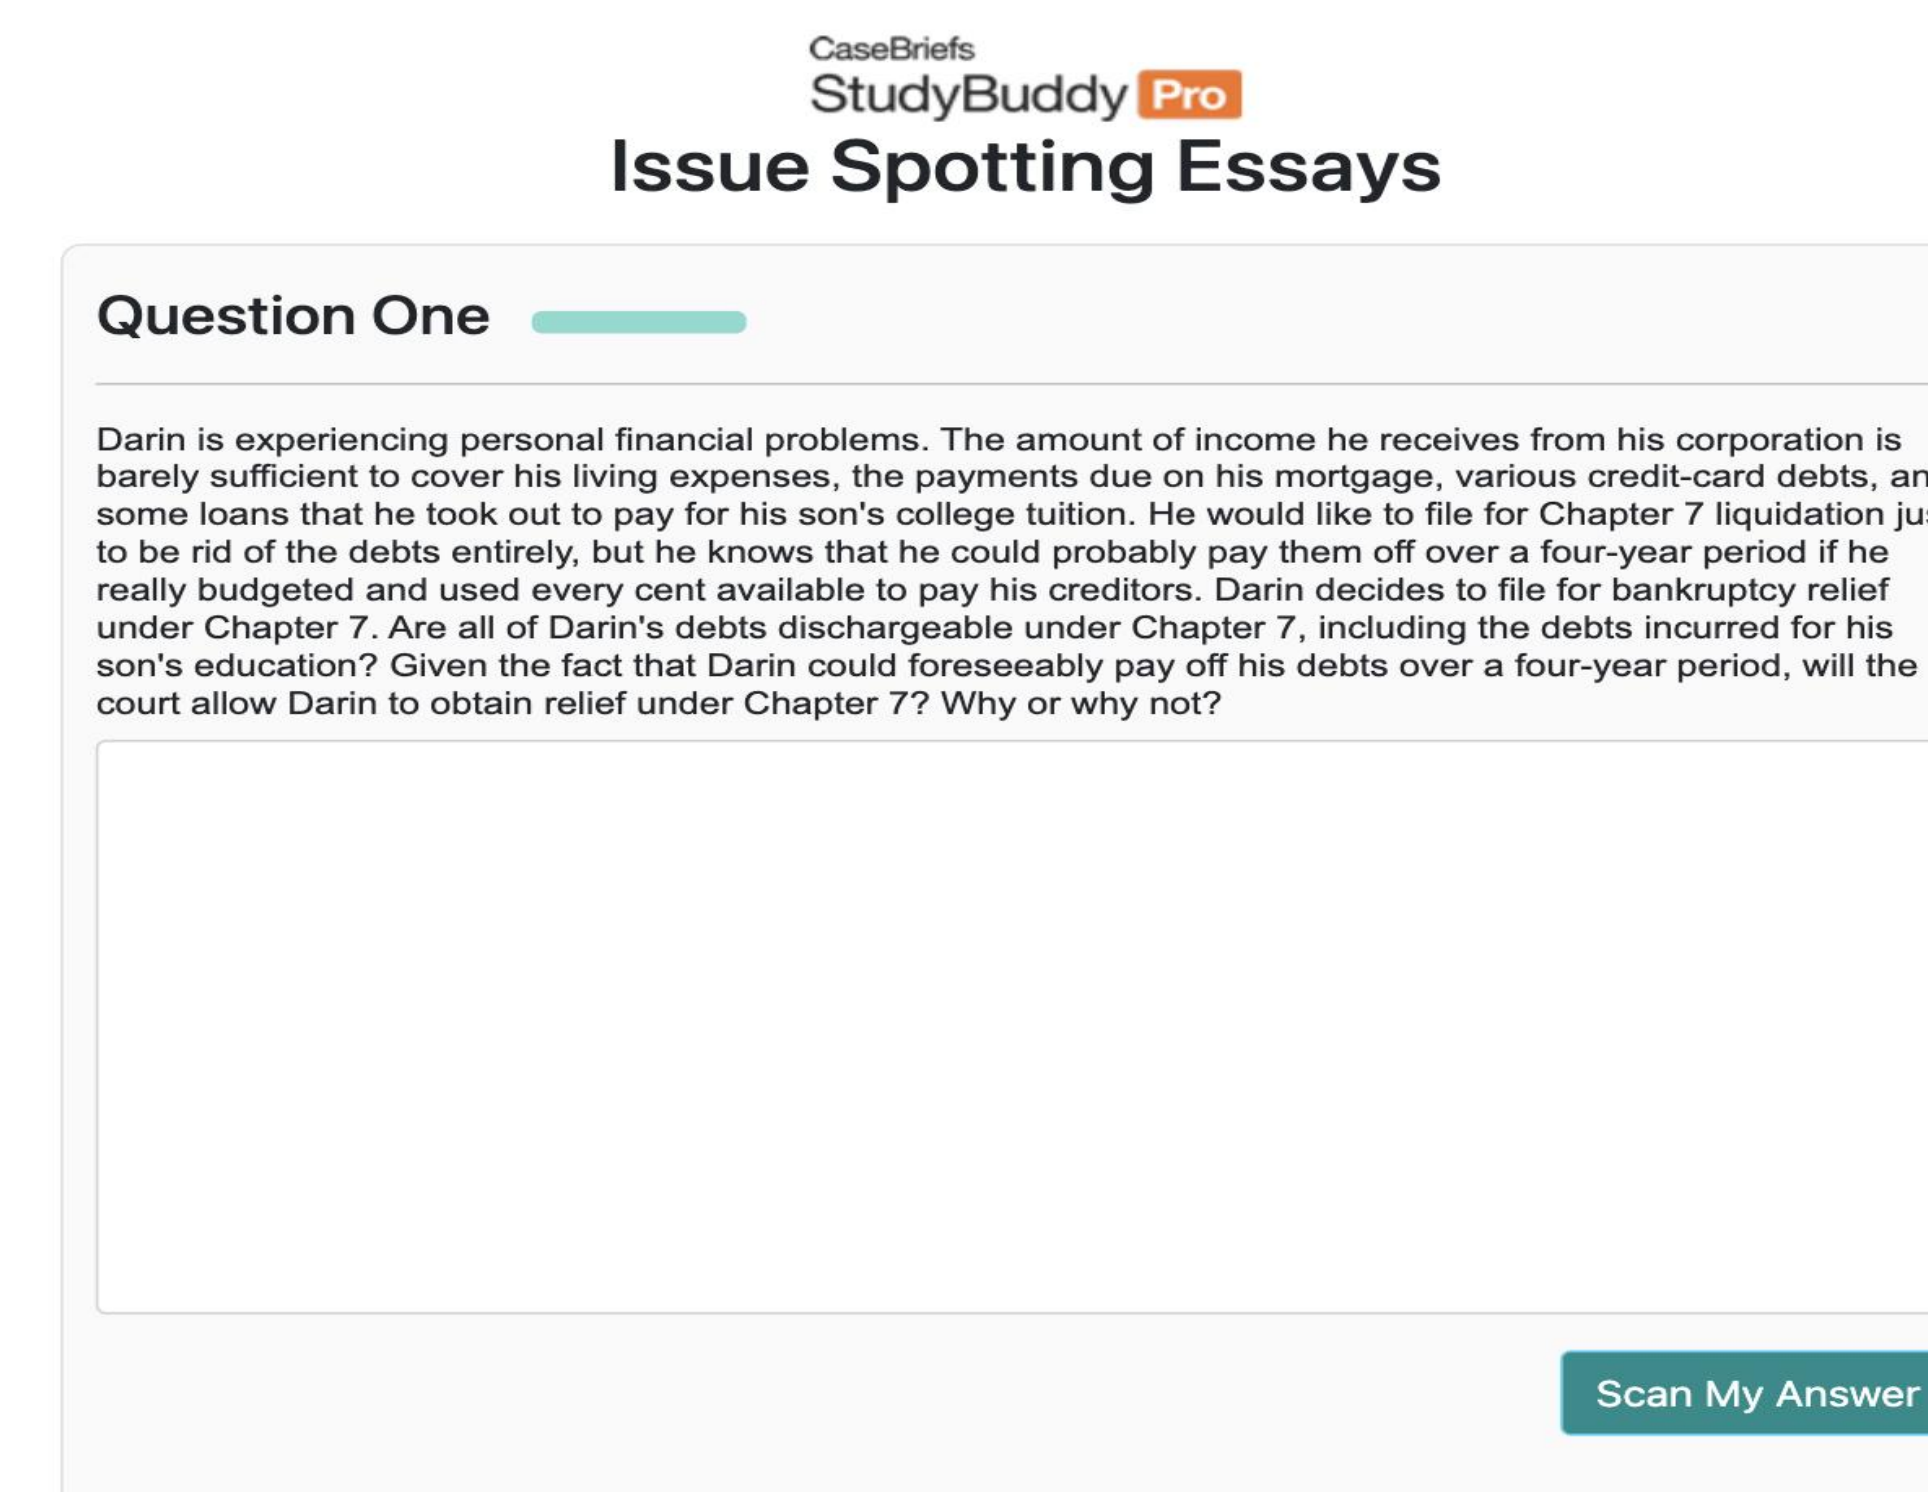 CaseBriefs
StudyBuddy Pro
Issue Spotting Essays
Question One
Darin is experiencing personal financial problems. The amount of income he receives from his corporation is
barely sufficient to cover his living expenses, the payments due on his mortgage, various credit-card debts,
some loans that he took out to pay for his son's college tuition. He would like to file for Chapter 7 liquidation
to be rid of the debts entirely, but he knows that he could probably pay them off over a four-year period if he
really budgeted and used every cent available to pay his creditors. Darin decides to file for bankruptcy relief
under Chapter 7. Are all of Darin's debts dischargeable under Chapter 7, including the debts incurred for his
son's education? Given the fact that Darin could foreseeably pay off his debts over a four-year period, will the
court allow Darin to obtain relief under Chapter 7? Why or why not?
Scan My Answer